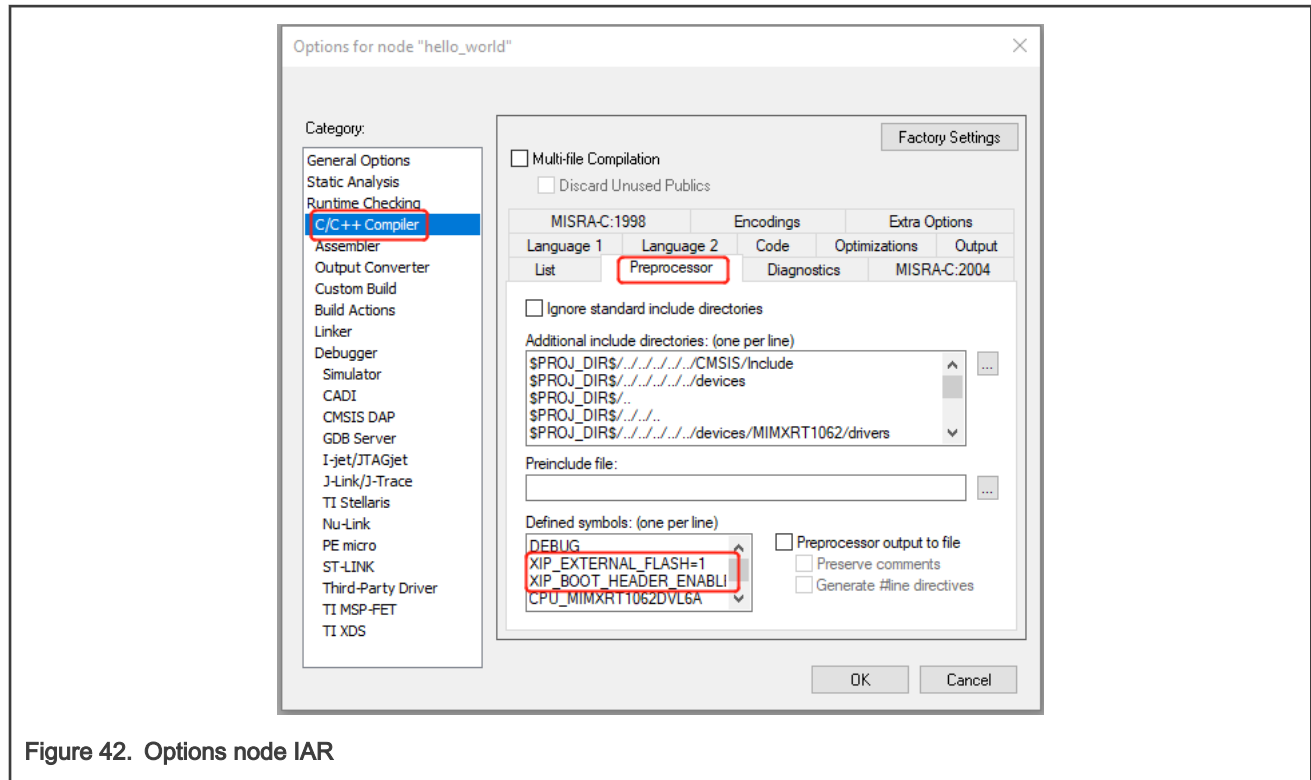 Options for node "hello_world"
Category:
General Options
Static Analysis
Runtime Checking
C/C++ Compiler
Assembler
Output Converter
Custom Build
Build Actions
Linker
Debugger
Simulator
CADI
CMSIS DAP
GDB Server
I-jet/JTAGjet
J-Link/J-Trace
TI Stellaris
Nu-Link
PE micro
ST-LINK
Third-Party Driver
TI MSP-FET
TI XDS
Factory Settings
Multi-file Compilation
Discard Unused Publics
MISRA-C:1998 Encodings Extra Options
Language 1 Language 2 Code Optimizations Output
List Preprocessor Diagnostics MISRA-C:2004
Ignore standard include directories
Additional include directories: (one per line)
$PROJ_DIR$/../../../../../CMSIS/Include
$PROJ_DIR$/../../../../../devices
$PROJ_DIR$/..
$PROJ_DIR$/../../..
$PROJ_DIR$/../../../../../devices/MIMXRT1062/drivers
...
Preinclude file:
...
Defined symbols: (one per line)
DEBUG
XIP_EXTERNAL_FLASH=1
XIP_BOOT_HEADER_ENABLI
CPU_MIMXRT1062DVL6A
Preprocessor output to file
Preserve comments
Generate #line directives
OK Cancel
Figure 42. Options node IAR